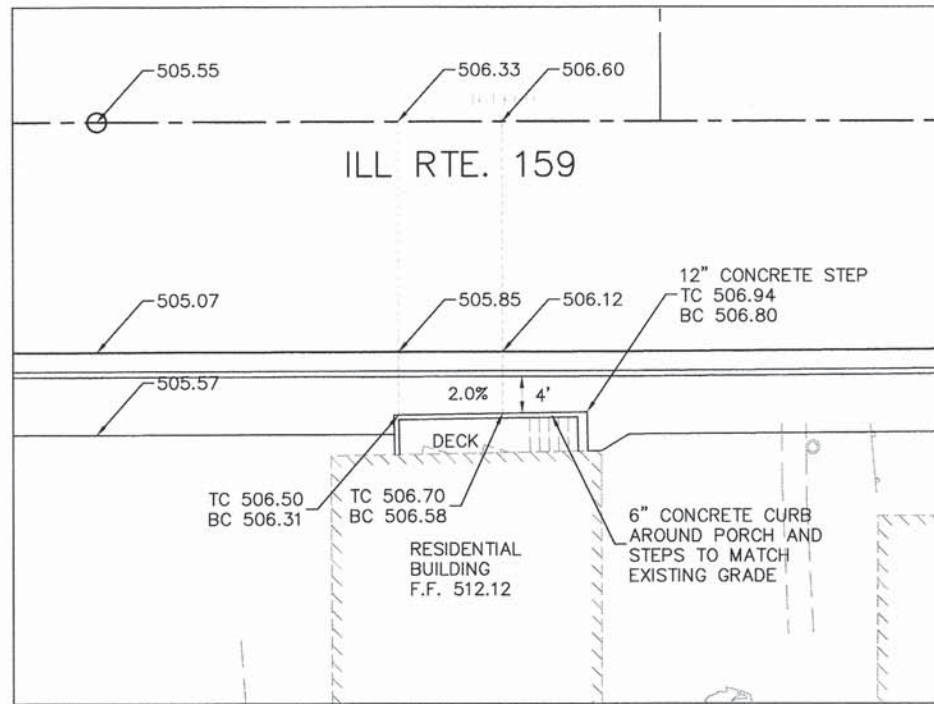 505.55
506.33
506.60
ILL RTE. 159
12" CONCRETE STEP
TC 506.94
BC 506.80
505.07
505.85
506.12
505.57
2.0%
4'
DECK
TC 506.50
BC 506.31
TC 506.70
BC 506.58
6" CONCRETE CURB
AROUND PORCH AND
STEPS TO MATCH
EXISTING GRADE
RESIDENTIAL
BUILDING
F.F. 512.12